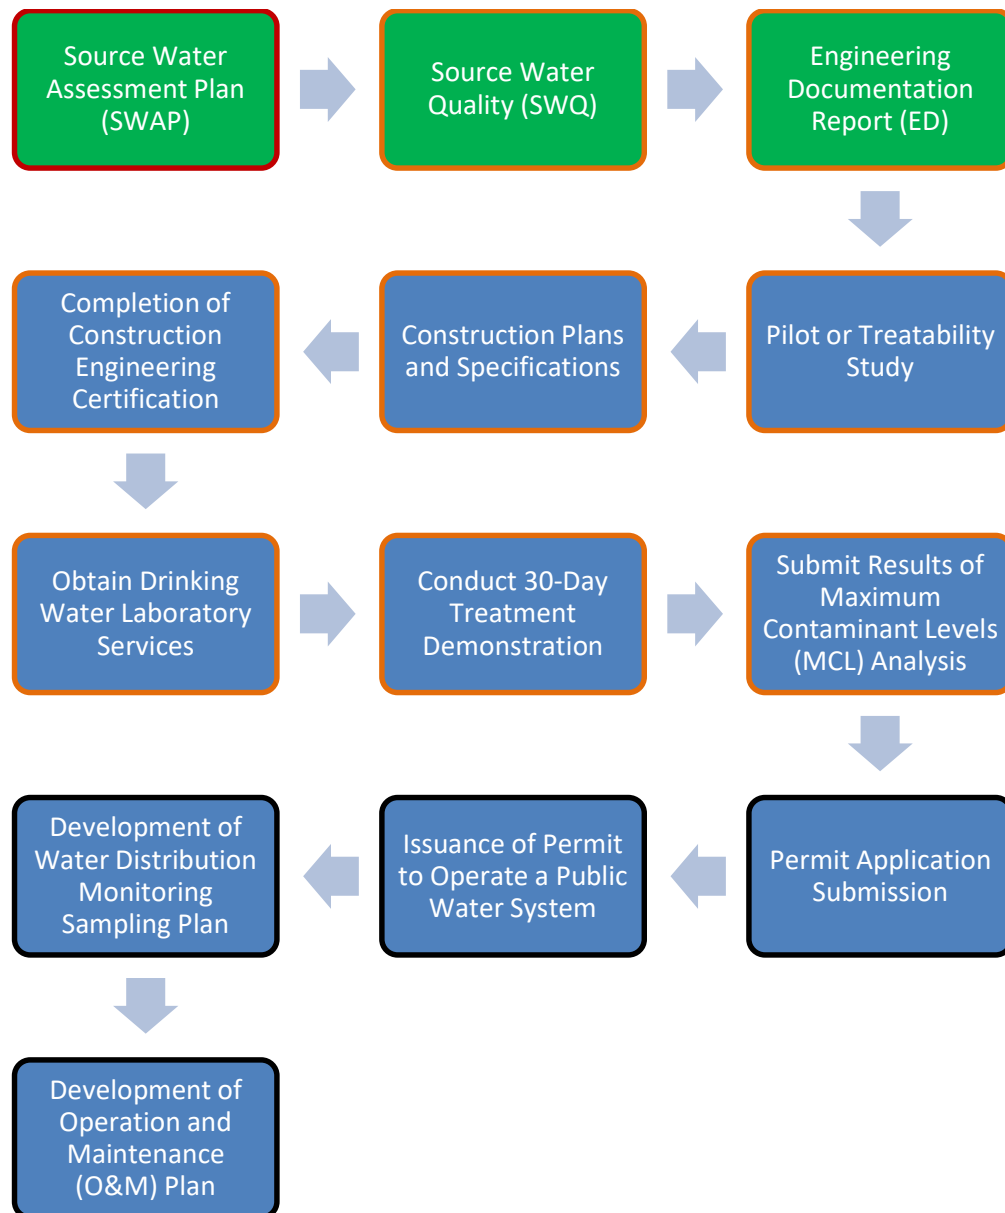 Source Water
Assessment Plan
(SWAP)
Source Water
Quality (SWQ)
Engineering
Documentation
Report (ED)
Pilot or Treatability
Study
Construction Plans
and Specifications
Completion of
Construction
Engineering
Certification
Obtain Drinking
Water Laboratory
Services
Conduct 30-Day
Treatment
Demonstration
Submit Results of
Maximum
Contaminant Levels
(MCL) Analysis
Permit Application
Submission
Issuance of Permit
to Operate a Public
Water System
Development of
Water Distribution
Monitoring
Sampling Plan
Development of
Operation and
Maintenance
(O&M) Plan